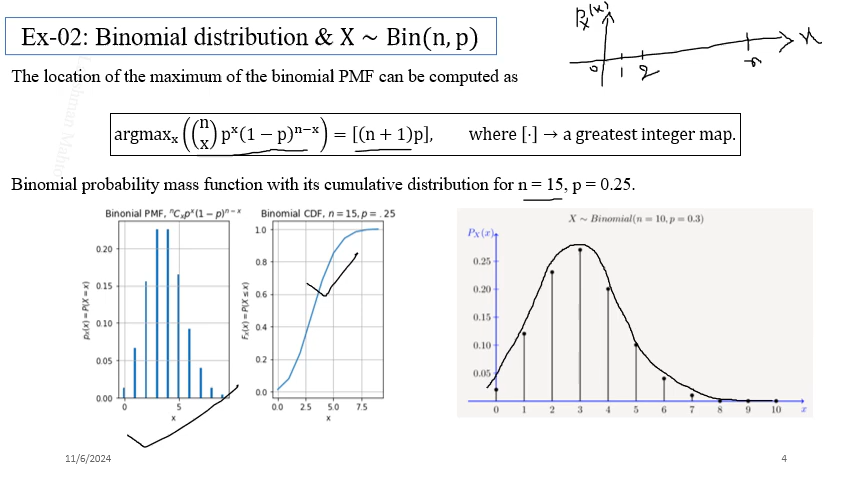 Ex-02: Binomial distribution & X ~ Bin(n, p)
P_X(x)
0 1 2 n x
The location of the maximum of the binomial PMF can be computed as
argmaxₓ ((n x) pˣ(1 − p)ⁿ⁻ˣ) = [(n + 1)p], where [·] → a greatest integer map.
Binomial probability mass function with its cumulative distribution for n = 15, p = 0.25.
Binonial PMF, ⁿCₓpˣ(1 − p)ⁿ⁻ˣ
0.20
0.15
0.10
0.05
0.00
pₓ(x) = P(X = x)
0 5
x
Binomial CDF, n = 15, p = .25
1.0
0.8
0.6
0.4
0.2
0.0
Fₓ(x) = P(X ≤ x)
0.0 2.5 5.0 7.5
x
X ~ Binomial(n = 10, p = 0.3)
P_X(x)
0.25
0.20
0.15
0.10
0.05
0 1 2 3 4 5 6 7 8 9 10 x
11/6/2024
4